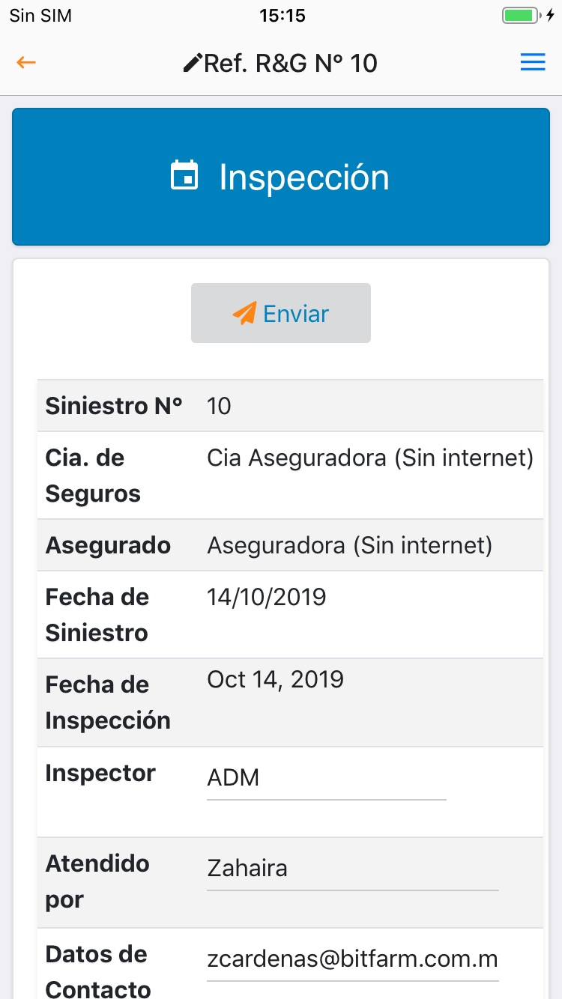 Sin SIM 15:15
Ref. R&G N° 10
Inspección
Enviar
Siniestro N° 10
Cia. de Seguros Cia Aseguradora (Sin internet)
Asegurado Aseguradora (Sin internet)
Fecha de Siniestro 14/10/2019
Fecha de Inspección Oct 14, 2019
Inspector ADM
Atendido por Zahaira
Datos de Contacto zcardenas@bitfarm.com.m